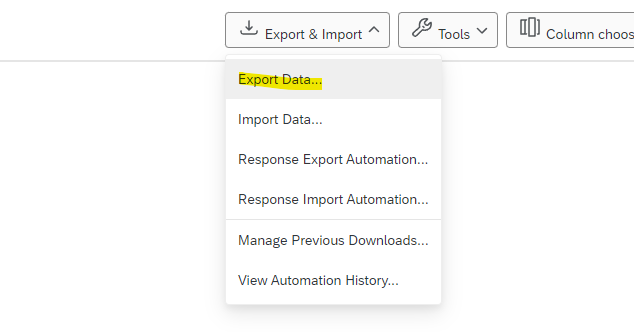 Export & Import Tools Column choos
Export Data...
Import Data...
Response Export Automation...
Response Import Automation...
Manage Previous Downloads...
View Automation History...